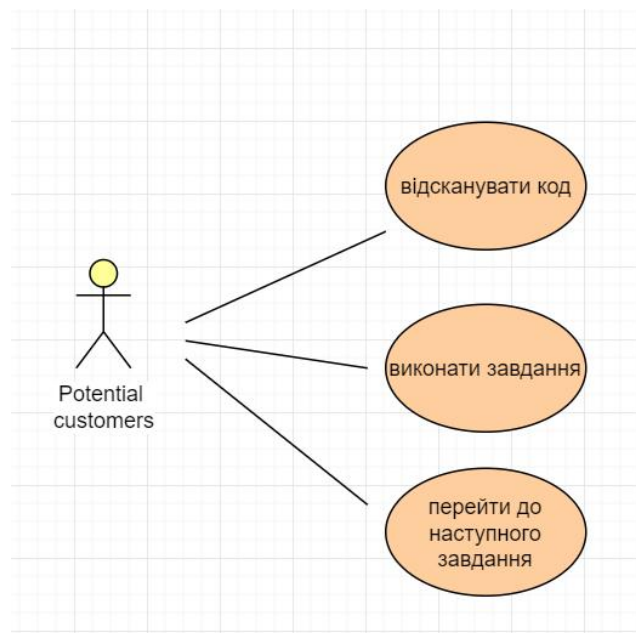 відсканувати код
виконати завдання
Potential
customers
перейти до
наступного
завдання